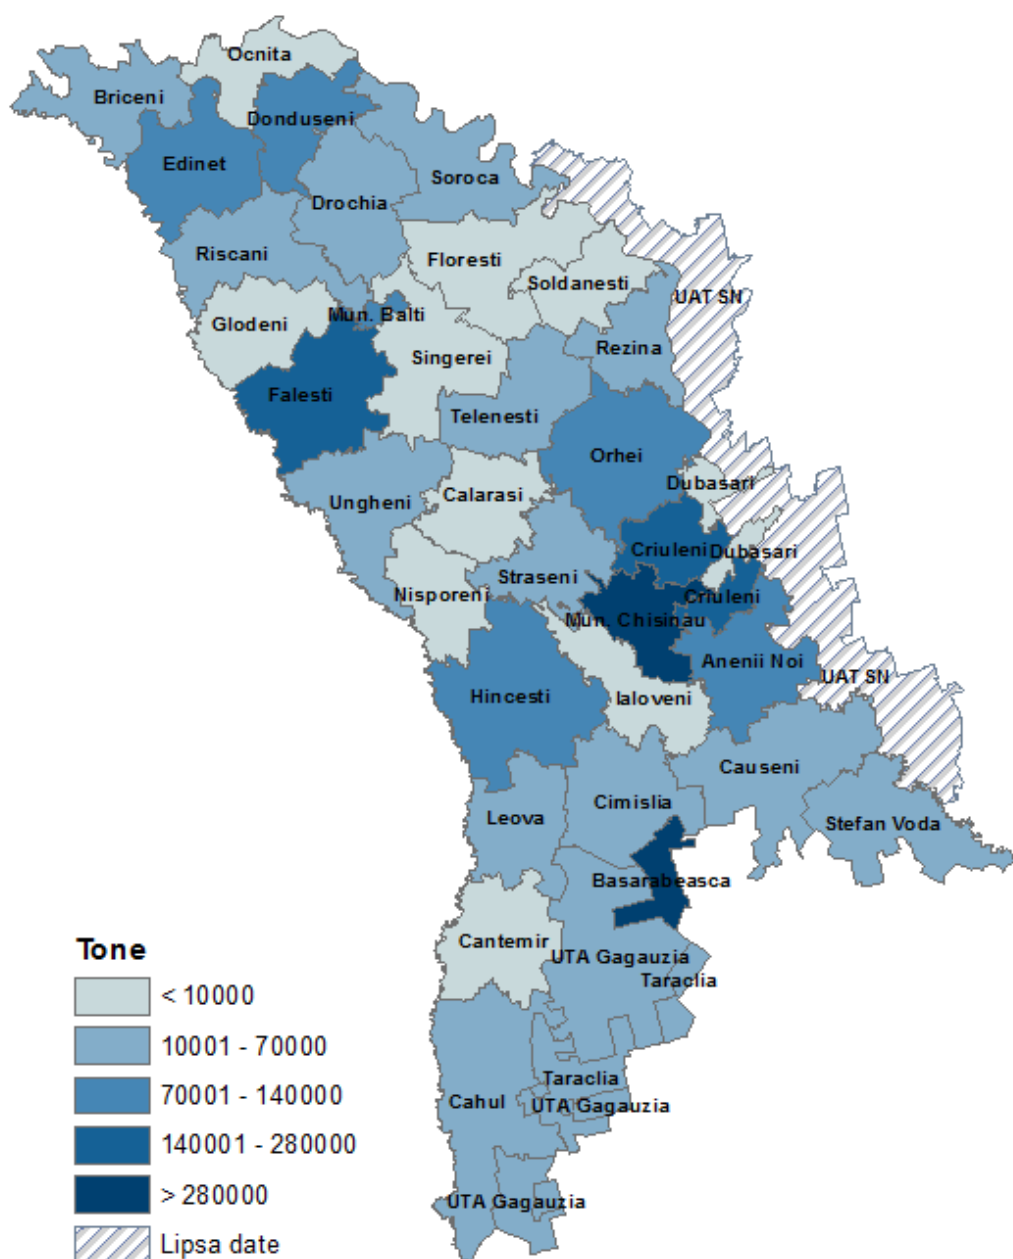 Ocnita
Briceni
Donduseni
Edinet
Soroca
Drochia
Riscani
Floresti
Soldanesti
UAT SN
Mun. Balti
Glodeni
Rezina
Singerei
Falesti
Telenesti
Orhei
Dubasari
Calarasi
Ungheni
Criuleni
Dubasari
Straseni
Nisporeni
Criuleni
Mun. Chisinau
Anenii Noi
UAT SN
Hincesti
Ialoveni
Causeni
Cimislia
Leova
Stefan Voda
Basarabeasca
Cantemir
UTA Gagauzia
Taraclia
Taraclia
Cahul
UTA Gagauzia
UTA Gagauzia
Tone
< 10000
10001 - 70000
70001 - 140000
140001 - 280000
> 280000
Lipsa date